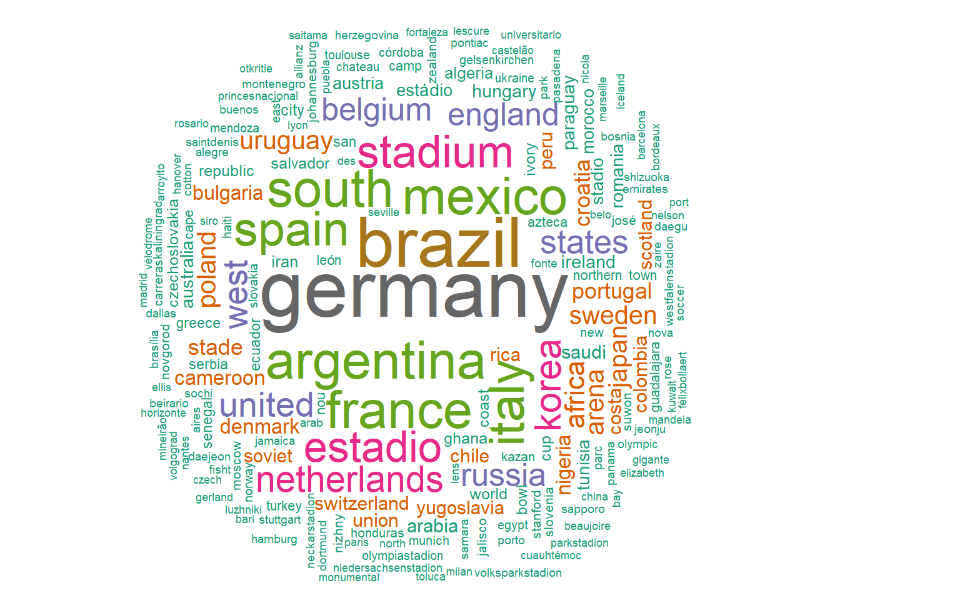 saitama
herzegovina
fortaleza
lescure
universitario
pontiac
castelão
toulouse
córdoba
zealand
allianz
johannesburg
otkritie
chateau
camp
gelsenkirchen
montenegro
puebla
austria
estádio
algeria
ukraine
hungary
park
pasadena
nicola
marseille
iceland
princes
nacional
east
city
belgium
england
paraguay
morocco
buenos
rosario
mendoza
lyon
uruguay
san
stadium
ivory
peru
bosnia
barcelona
bordeaux
saintdenis
alegre
republic
salvador
des
croatia
stadio
romania
shizuoka
emirates
arroyito
hanover
cotton
bulgaria
south
mexico
seville
azteca
belo
josé
port
nelson
daegu
siro
haiti
spain
brazil
states
scotland
zaire
vélodrome
carreras
kaliningrad
czechoslovakia
australia
cape
poland
west
iran
león
fonte
ireland
northern
town
westfalenstadion
soccer
madrid
slovakia
germany
portugal
dallas
greece
sweden
new
nova
brasília
novgorod
stade
serbia
ecuador
argentina
rica
italy
korea
saudi
japan
costa
colombia
guadalajara
rose
kuwait
félixbollaert
cameroon
ellis
sochi
united
nou
france
coast
africa
arena
suwon
mandela
beirario
horizonte
aires
senegal
denmark
arab
jeonju
mineirão
volgograd
nantes
jamaica
estadio
ghana
cup
nigeria
tunisia
parc
panama
olympic
daejeon
moscow
soviet
chile
kazan
gigante
fisht
norway
netherlands
lens
russia
elizabeth
czech
gerland
world
bowl
stanford
slovenia
china
bay
luzhniki
turkey
switzerland
yugoslavia
sapporo
bari
stuttgart
neckarstadion
dortmund
nizhny
union
honduras
arabia
samara
jalisco
egypt
porto
beaujoire
hamburg
paris
north
munich
parkstadion
olympiastadion
cuauhtémoc
niedersachsenstadion
monumental
toluca
milan
volksparkstadion